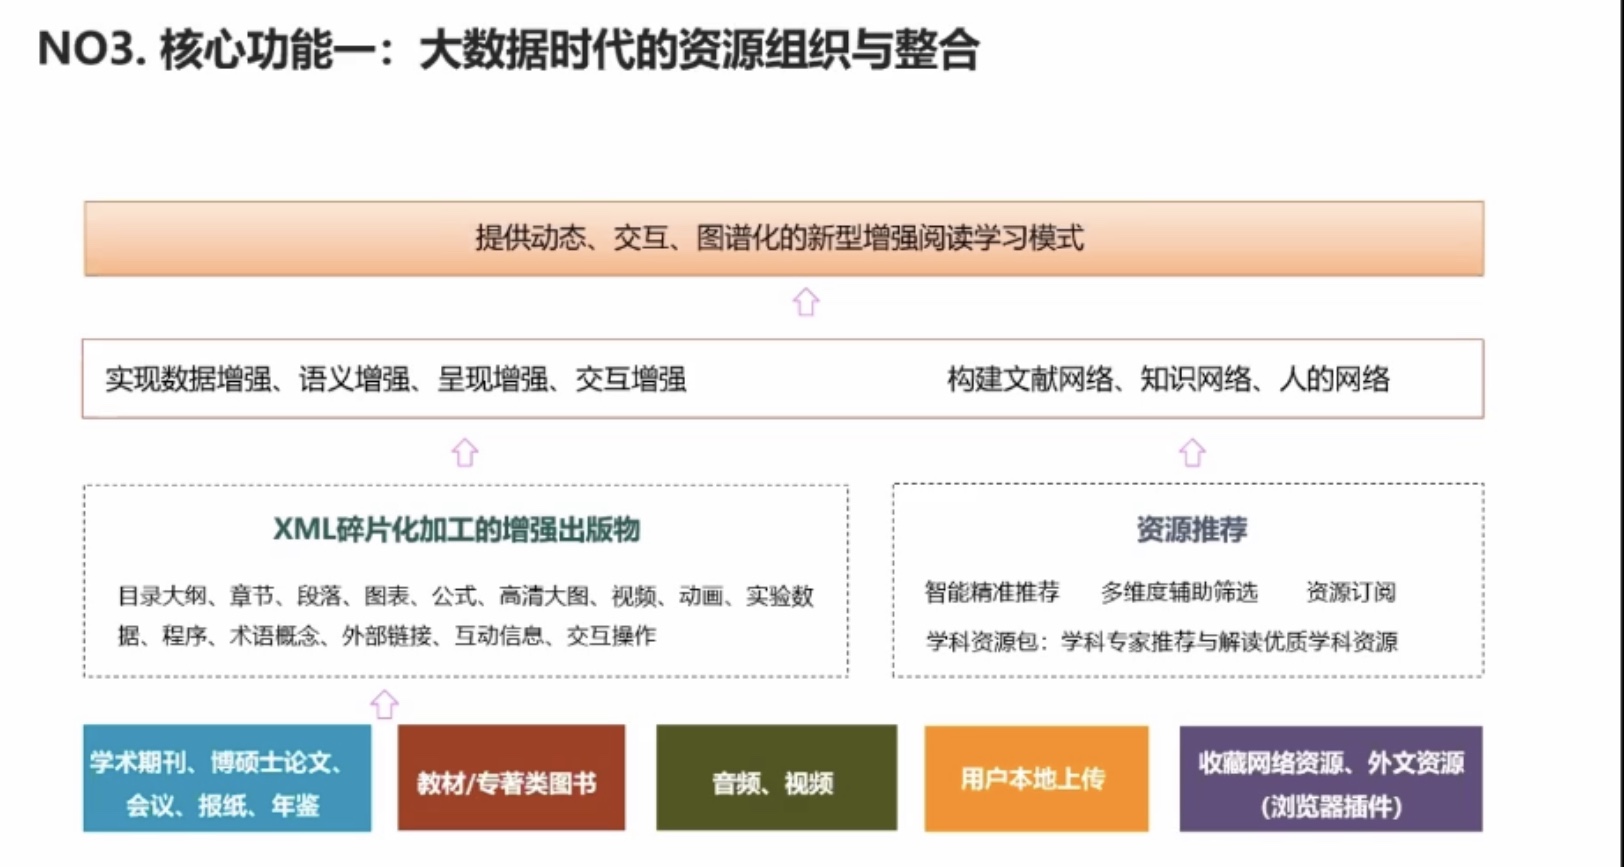 NO3. 核心功能一：大数据时代的资源组织与整合
提供动态、交互、图谱化的新型增强阅读学习模式
实现数据增强、语义增强、呈现增强、交互增强
构建文献网络、知识网络、人的网络
XML碎片化加工的增强出版物
目录大纲、章节、段落、图表、公式、高清大图、视频、动画、实验数
据、程序、术语概念、外部链接、互动信息、交互操作
资源推荐
智能精准推荐 多维度辅助筛选 资源订阅
学科资源包：学科专家推荐与解读优质学科资源
学术期刊、博硕士论文、
会议、报纸、年鉴
教材/专著类图书
音频、视频
用户本地上传
收藏网络资源、外文资源
(浏览器插件)